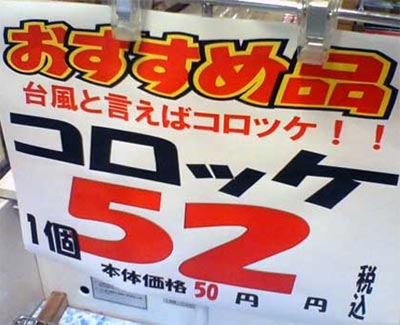 おすすめ品
台風と言えばコロッケ！！
コロッケ
1個 52 円 税込
本体価格 50 円